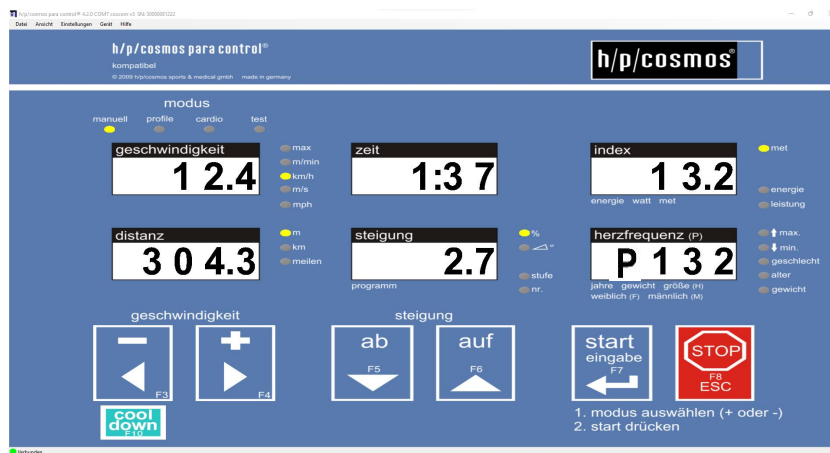 h/p/cosmos para control® 4.2.0 COM1 coscom v3 SN: 00000001222
Datei Ansicht Einstellungen Gerät Hilfe
h/p/cosmos para control®
kompatibel
© 2009 h/p/cosmos sports & medical gmbh made in germany
h/p/cosmos®
modus
manuell profile cardio test
geschwindigkeit
12.4
max
m/min
km/h
m/s
mph
zeit
1:37
index
13.2
energie watt met
met
energie
leistung
distanz
304.3
m
km
meilen
steigung
2.7
programm
%
°
stufe
nr.
herzfrequenz (P)
P132
jahre gewicht größe (H)
weiblich (F) männlich (M)
max.
min.
geschlecht
alter
gewicht
geschwindigkeit
F3
F4
steigung
ab
F5
auf
F6
start
eingabe
F7
STOP
F8
ESC
cool
down
F10
1. modus auswählen (+ oder -)
2. start drücken
Verbunden